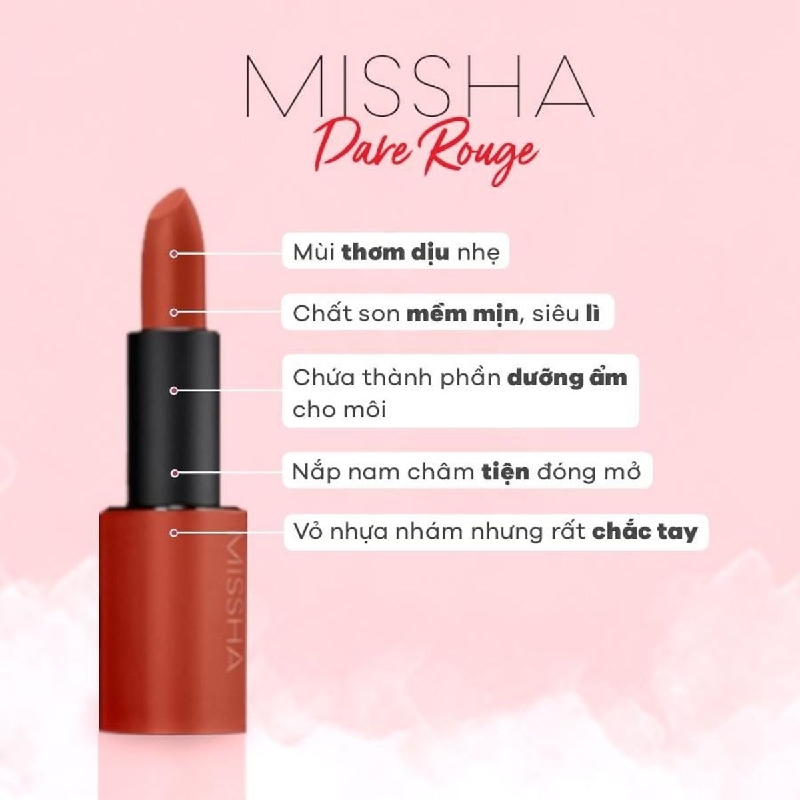 MISSHA
Dare Rouge
Mùi thơm dịu nhẹ
Chất son mềm mịn, siêu lì
Chứa thành phần dưỡng ẩm
cho môi
Nắp nam châm tiện đóng mở
Vỏ nhựa nhám nhưng rất chắc tay
MISSHA